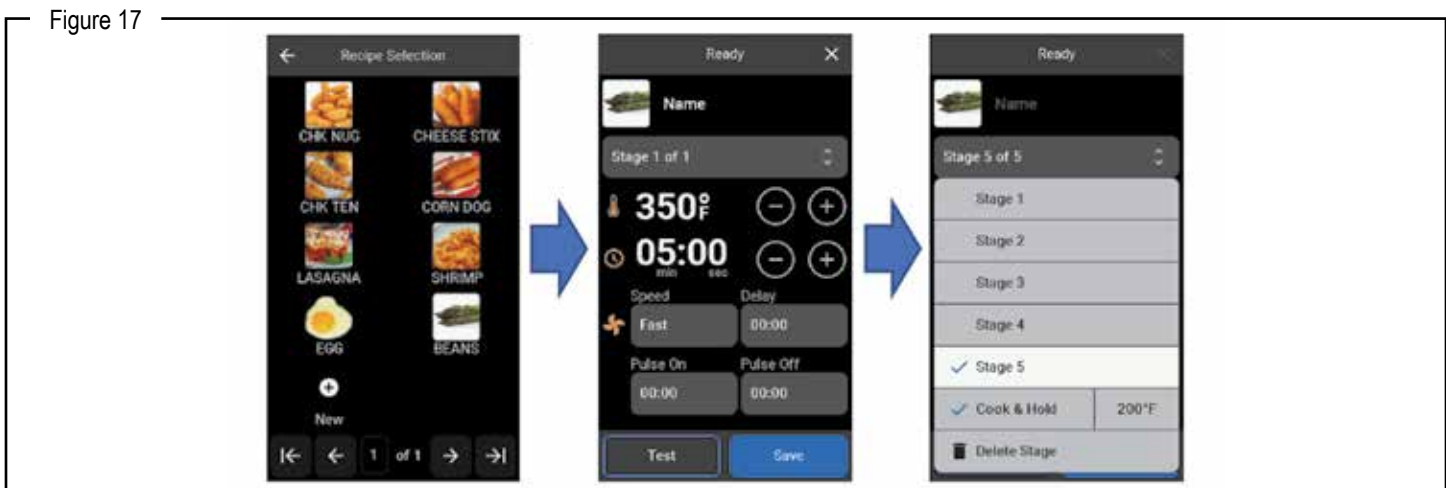 Figure 17
Recipe Selection
CHK NUG
CHEESE STIX
CHK TEN
CORN DOG
LASAGNA
SHRIMP
EGG
BEANS
New
1 of 1
Ready
Name
Stage 1 of 1
350°F
05:00
min sec
Speed
Delay
Fast
00:00
Pulse On
Pulse Off
00:00
00:00
Test
Save
Ready
Name
Stage 5 of 5
Stage 1
Stage 2
Stage 3
Stage 4
Stage 5
Cook & Hold
200°F
Delete Stage